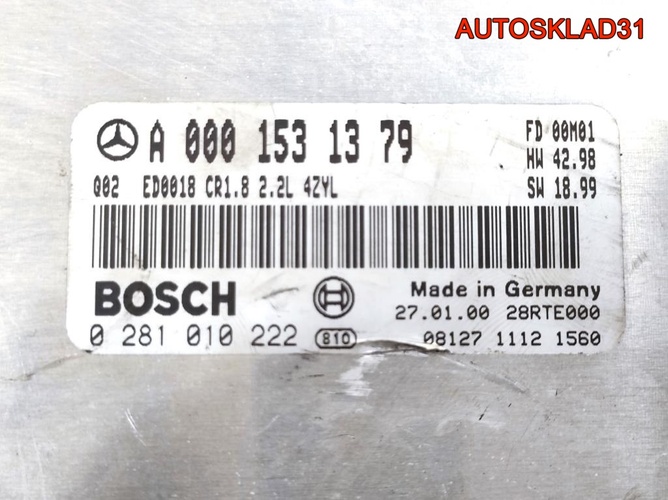 AUTOSKLAD31
A 000 153 13 79
FD 00M01
HW 42.98
Q02 ED0018 CR1.8 2.2L 4ZYL
SW 18.99
BOSCH
Made in Germany
27.01.00 28RTE000
0 281 010 222 810
08127 1112 1560